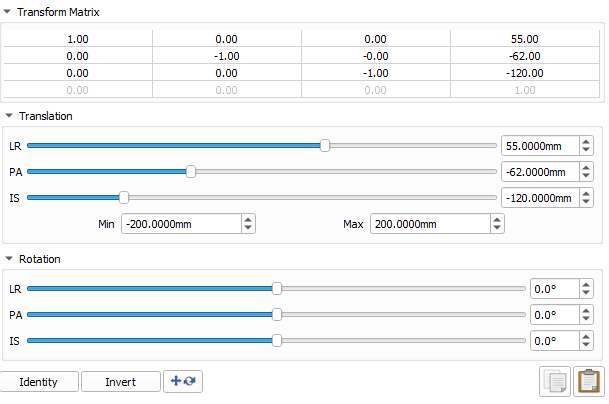 Transform Matrix
1.00 0.00 0.00 55.00
0.00 -1.00 -0.00 -62.00
0.00 0.00 -1.00 -120.00
0.00 0.00 0.00 1.00
Translation
LR 55.0000mm
PA -62.0000mm
IS -120.0000mm
Min -200.0000mm Max 200.0000mm
Rotation
LR 0.0°
PA 0.0°
IS 0.0°
Identity Invert